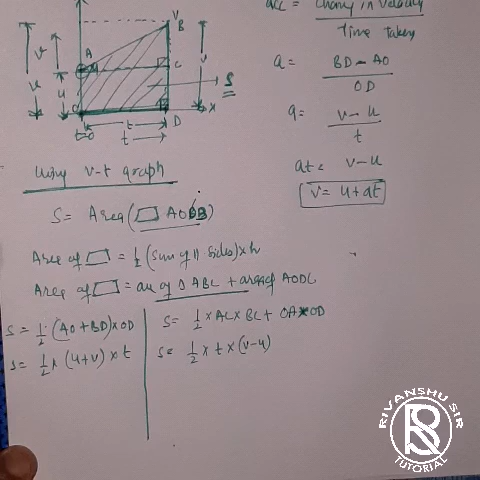 V
B
A
C
v
u
S
x
t=0
t
D
t
acc = Change in velocity
Time taken
a = BD - AO
OD
a = v - u
t
at = v - u
v = u + at
Using v-t graph
S = Area (▭ AODB)
Area of ▭ = 1/2 (Sum of || Sides) × h
Area of ▭ = ar of Δ ABC + area of AODC
S = 1/2 · (AO + BD) × OD
S = 1/2 × (u + v) × t
S = 1/2 × AC × BC + OA × OD
S = 1/2 × t × (v - u)
RIVANSHU SIR
RS
TUTORIAL